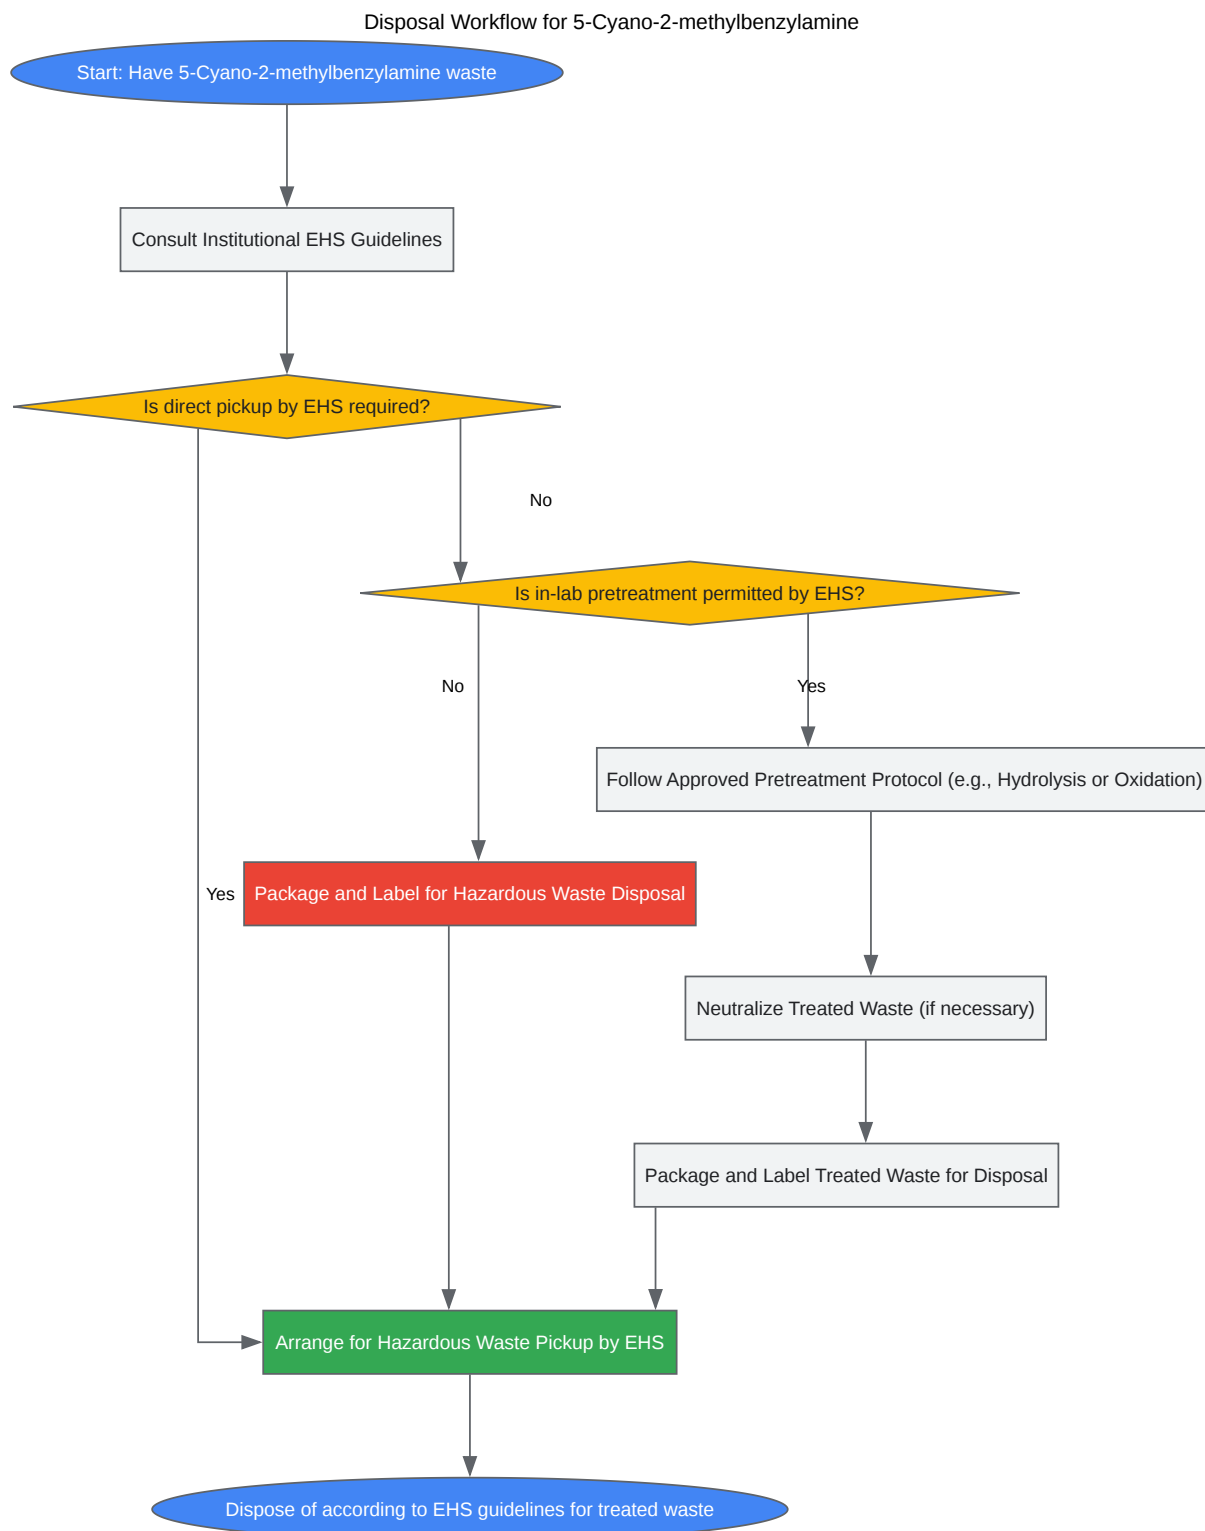 Disposal Workflow for 5-Cyano-2-methylbenzylamine
Start: Have 5-Cyano-2-methylbenzylamine waste
Consult Institutional EHS Guidelines
Is direct pickup by EHS required?
No
Is in-lab pretreatment permitted by EHS?
No
Yes
Follow Approved Pretreatment Protocol (e.g., Hydrolysis or Oxidation)
Yes
Package and Label for Hazardous Waste Disposal
Neutralize Treated Waste (if necessary)
Package and Label Treated Waste for Disposal
Arrange for Hazardous Waste Pickup by EHS
Dispose of according to EHS guidelines for treated waste